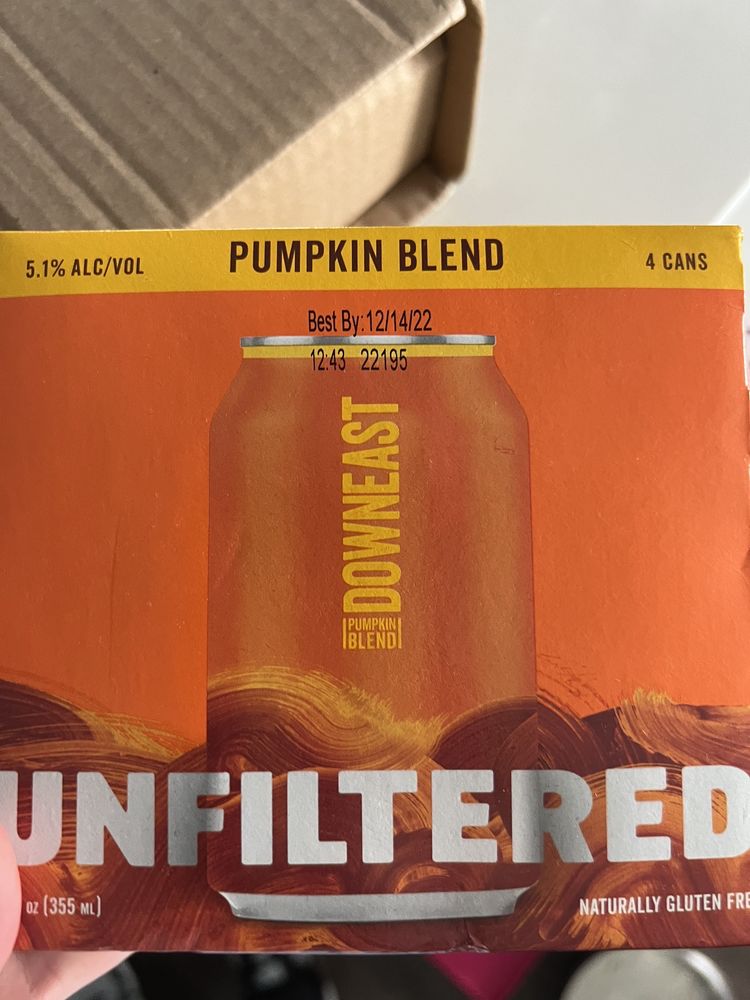 5.1% ALC/VOL PUMPKIN BLEND 4 CANS
Best By:12/14/22
12:43 22195
DOWNEAST
PUMPKIN
BLEND
UNFILTERED
OZ (355 ML) NATURALLY GLUTEN FRE